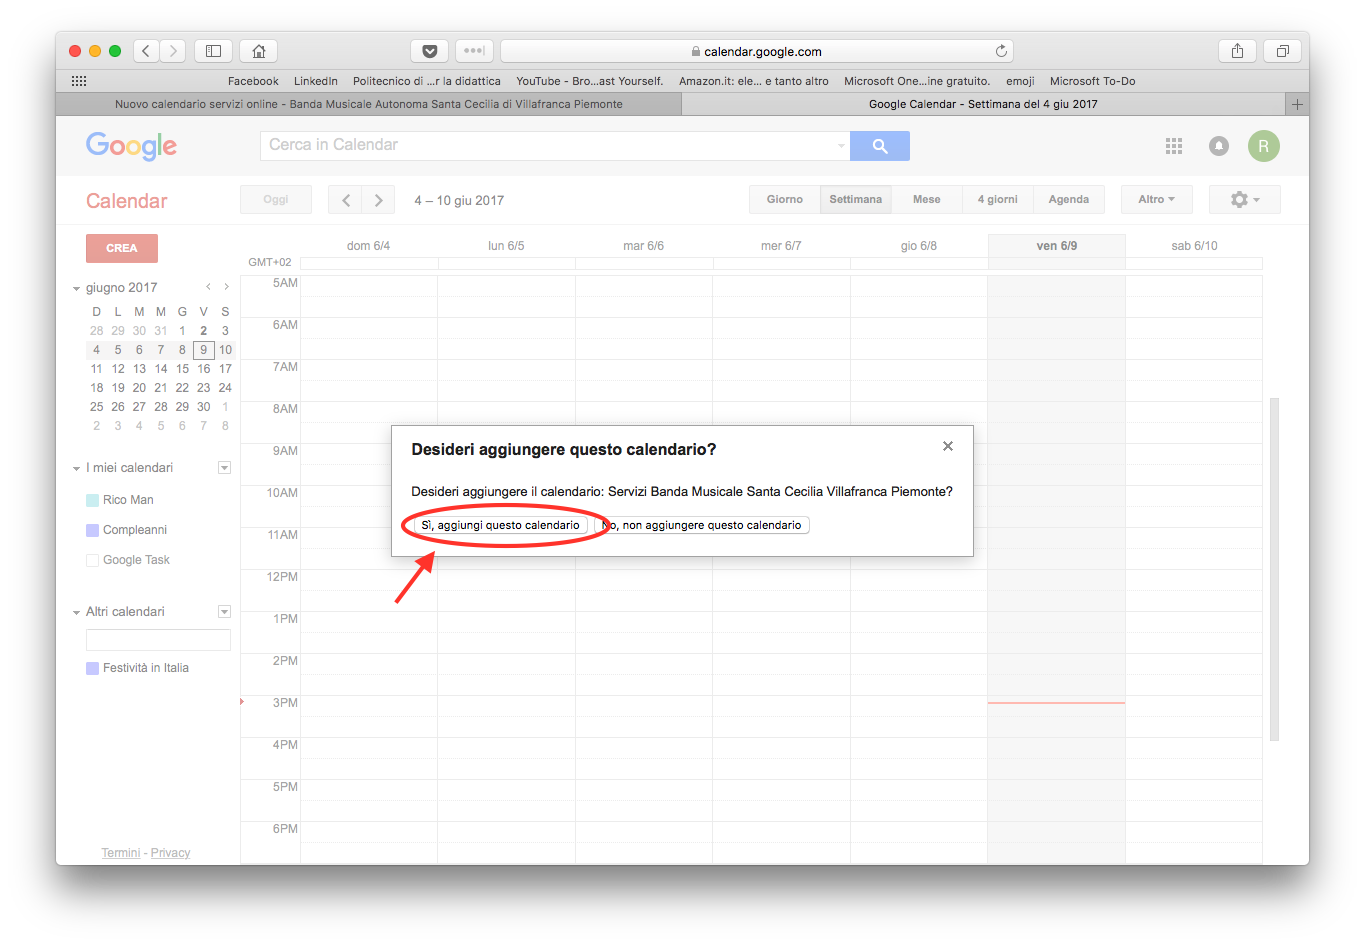 calendar.google.com
Facebook LinkedIn Politecnico di ...r la didattica YouTube - Bro...ast Yourself. Amazon.it: ele... e tanto altro Microsoft One...ine gratuito. emoji Microsoft To-Do
Nuovo calendario servizi online - Banda Musicale Autonoma Santa Cecilia di Villafranca Piemonte
Google Calendar - Settimana del 4 giu 2017
Google
Cerca in Calendar
R
Calendar
Oggi
4 – 10 giu 2017
Giorno Settimana Mese 4 giorni Agenda
Altro
CREA
dom 6/4 lun 6/5 mar 6/6 mer 6/7 gio 6/8 ven 6/9 sab 6/10
GMT+02
giugno 2017
D L M M G V S
28 29 30 31 1 2 3
4 5 6 7 8 9 10
11 12 13 14 15 16 17
18 19 20 21 22 23 24
25 26 27 28 29 30 1
2 3 4 5 6 7 8
I miei calendari
Rico Man
Compleanni
Google Task
Altri calendari
Festività in Italia
Termini - Privacy
5AM
6AM
7AM
8AM
9AM
10AM
11AM
12PM
1PM
2PM
3PM
4PM
5PM
6PM
Desideri aggiungere questo calendario?
Desideri aggiungere il calendario: Servizi Banda Musicale Santa Cecilia Villafranca Piemonte?
Sì, aggiungi questo calendario
No, non aggiungere questo calendario